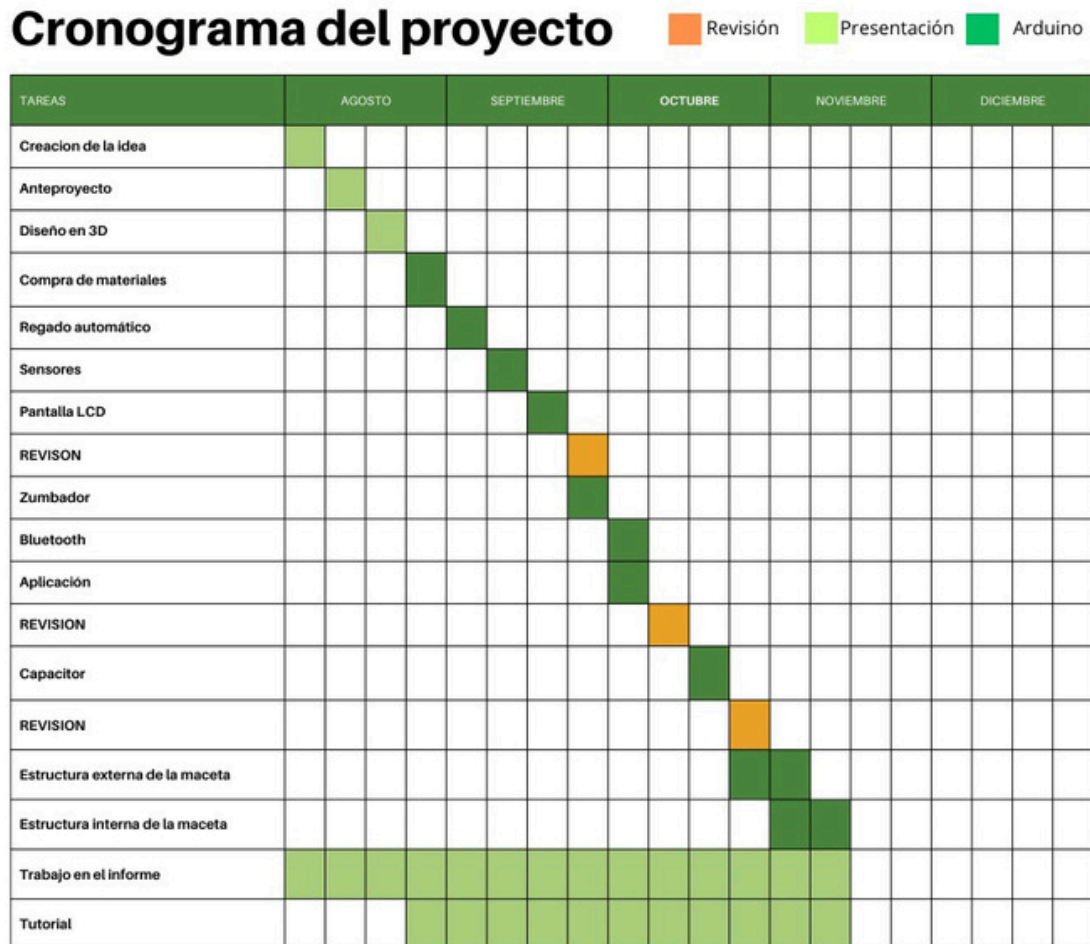 Cronograma del proyecto
Revisión Presentación Arduino
TAREAS AGOSTO SEPTIEMBRE OCTUBRE NOVIEMBRE DICIEMBRE
Creacion de la idea
Anteproyecto
Diseño en 3D
Compra de materiales
Regado automático
Sensores
Pantalla LCD
REVISON
Zumbador
Bluetooth
Aplicación
REVISION
Capacitor
REVISION
Estructura externa de la maceta
Estructura interna de la maceta
Trabajo en el informe
Tutorial